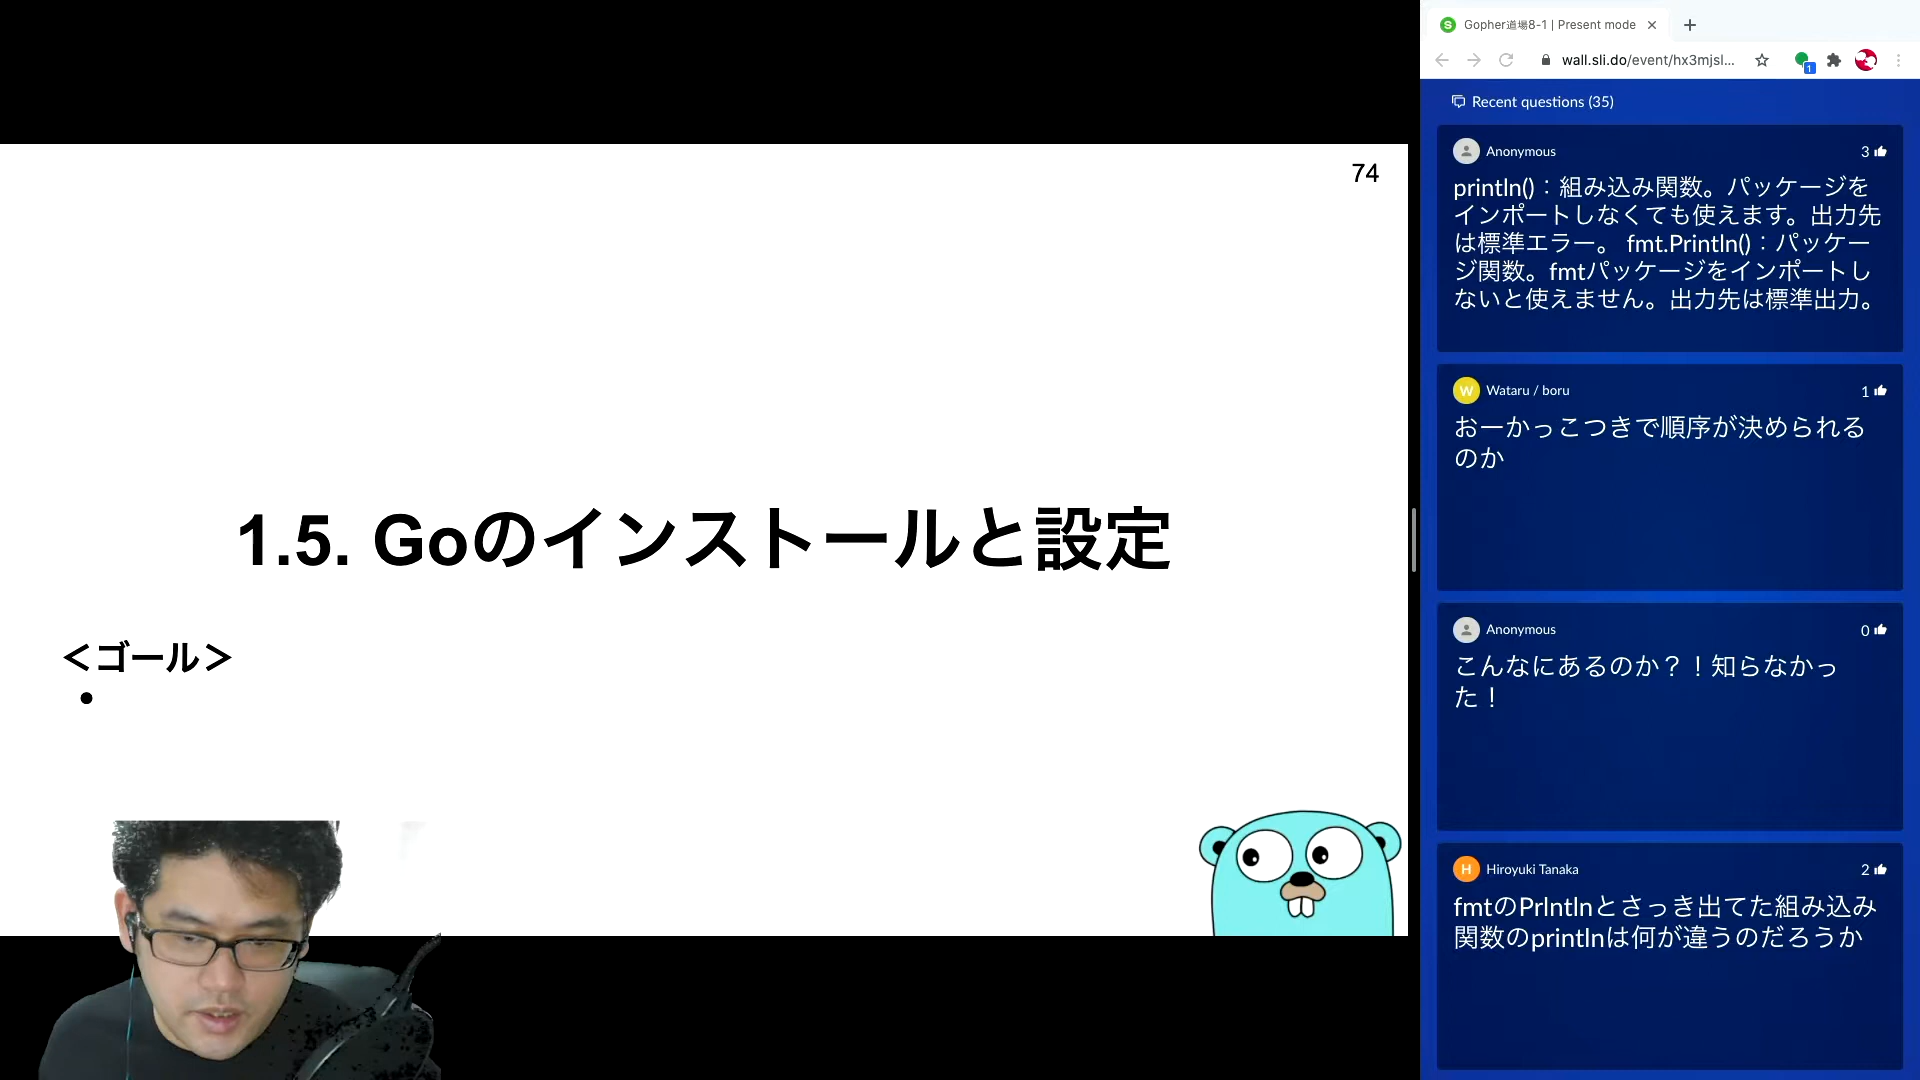 74
1.5. Goのインストールと設定
＜ゴール＞
Gopher道場8-1 | Present mode
wall.sli.do/event/hx3mjsl...
1
Recent questions (35)
Anonymous
3
println()：組み込み関数。パッケージを
インポートしなくても使えます。出力先
は標準エラー。 fmt.Println()：パッケー
ジ関数。fmtパッケージをインポートし
ないと使えません。出力先は標準出力。
W
Wataru / boru
1
おーかっこつきで順序が決められる
のか
Anonymous
0
こんなにあるのか？！知らなかっ
た！
H
Hiroyuki Tanaka
2
fmtのPrIntlnとさっき出てた組み込み
関数のprintlnは何が違うのだろうか